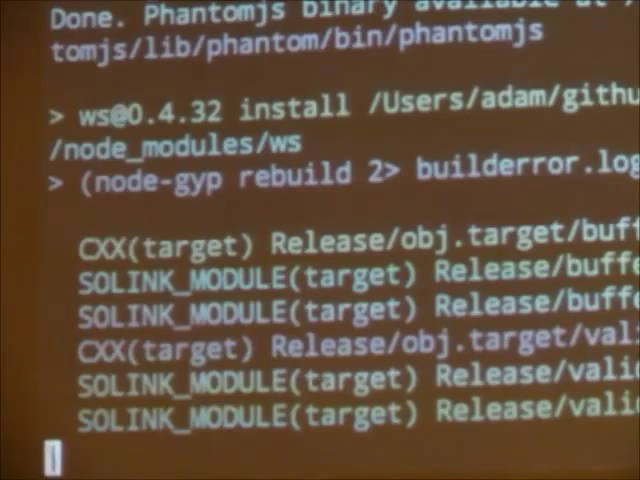 Done. Phantomjs binary available at /
tomjs/lib/phantom/bin/phantomjs
> ws@0.4.32 install /Users/adam/githu
/node_modules/ws
> (node-gyp rebuild 2> builderror.log
CXX(target) Release/obj.target/buff
SOLINK_MODULE(target) Release/buffe
SOLINK_MODULE(target) Release/buffe
CXX(target) Release/obj.target/vali
SOLINK_MODULE(target) Release/valid
SOLINK_MODULE(target) Release/valid